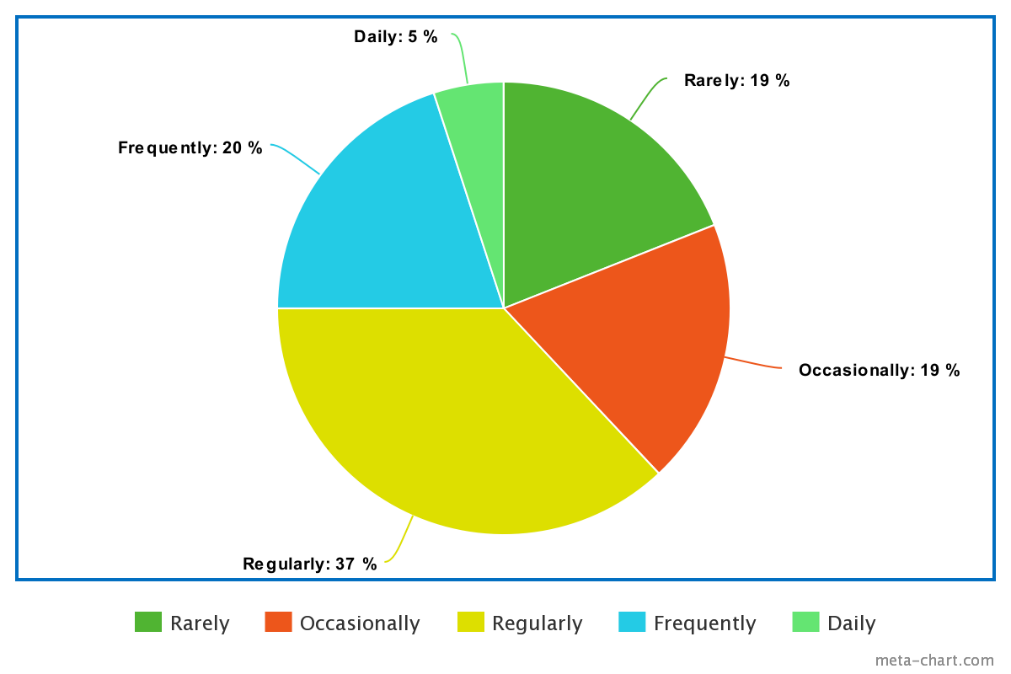 Daily: 5 %
Rarely: 19 %
Frequently: 20 %
Occasionally: 19 %
Regularly: 37 %
Rarely Occasionally Regularly Frequently Daily
meta-chart.com